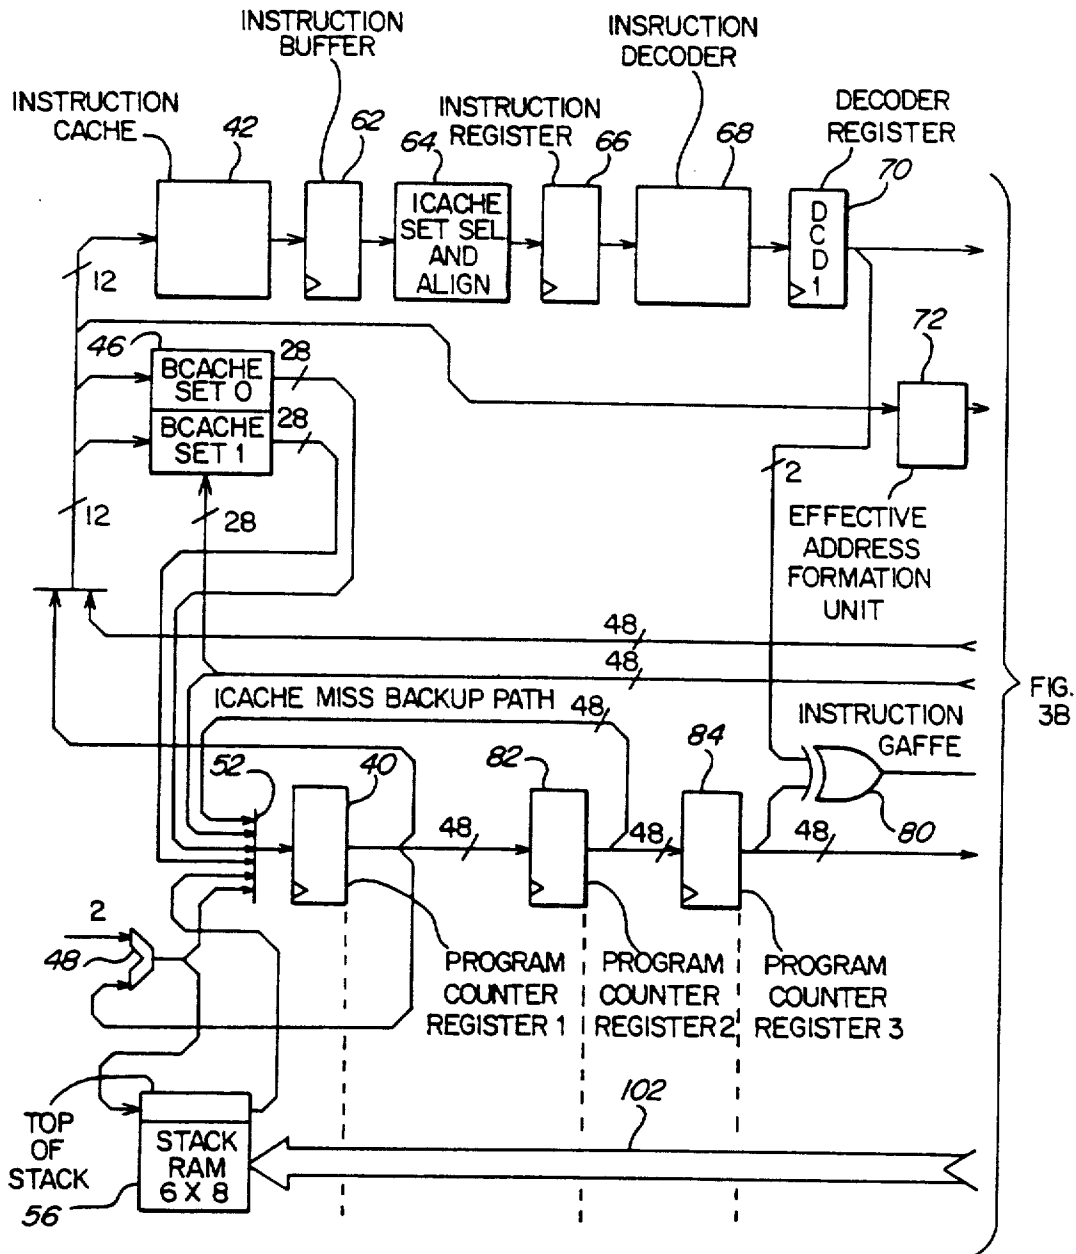 INSTRUCTION
BUFFER
INSRUCTION
DECODER
INSTRUCTION
CACHE
42
62
64
INSTRUCTION
REGISTER
66
68
DECODER
REGISTER
70
ICACHE
SET SEL
AND
ALIGN
D
C
D
1
12
46
BCACHE
SET 0
28
BCACHE
SET 1
28
72
2
12
28
EFFECTIVE
ADDRESS
FORMATION
UNIT
48
48
ICACHE MISS BACKUP PATH
48
INSTRUCTION
GAFFE
FIG.
3B
52
40
82
84
80
48
48
48
2
48
PROGRAM
COUNTER
REGISTER 1
PROGRAM
COUNTER
REGISTER 2
PROGRAM
COUNTER
REGISTER 3
TOP
OF
STACK
STACK
RAM
6 X 8
56
102